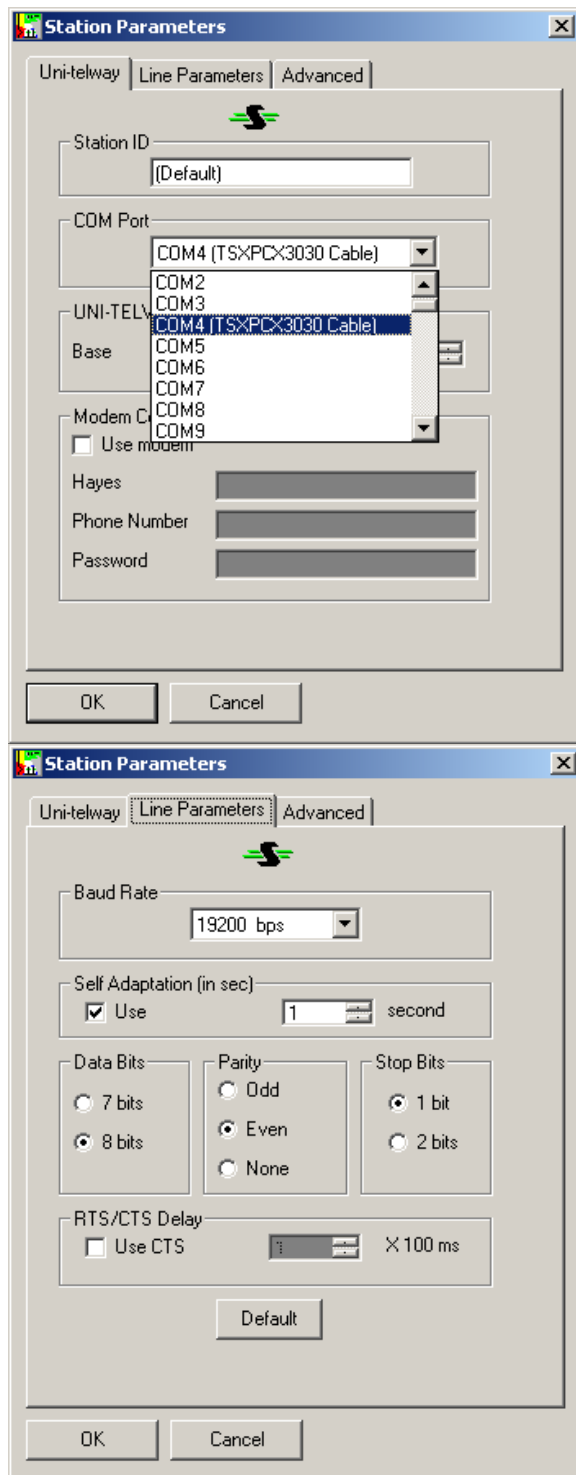 Station Parameters
Uni-telway Line Parameters Advanced
Station ID
(Default)
COM Port
COM4 (TSXPCX3030 Cable)
COM2
COM3
COM4 (TSXPCX3030 Cable)
COM5
COM6
COM7
COM8
COM9
Base
Modem
Use modem
Hayes
Phone Number
Password
OK Cancel
Station Parameters
Uni-telway Line Parameters Advanced
Baud Rate
19200 bps
Self Adaptation (in sec)
Use 1 second
Data Bits Parity Stop Bits
7 bits Odd 1 bit
8 bits Even 2 bits
None
RTS/CTS Delay
Use CTS X 100 ms
Default
OK Cancel